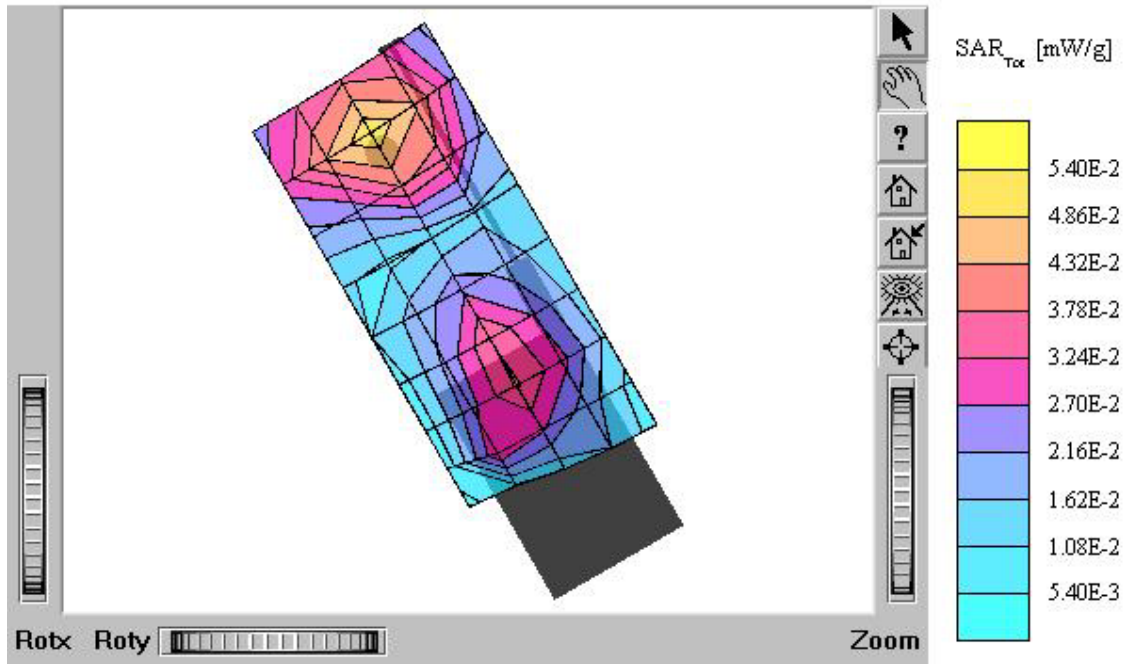 SAR_Tot [mW/g]
?
5.40E-2
4.86E-2
4.32E-2
3.78E-2
3.24E-2
2.70E-2
2.16E-2
1.62E-2
1.08E-2
5.40E-3
Rotx Roty Zoom